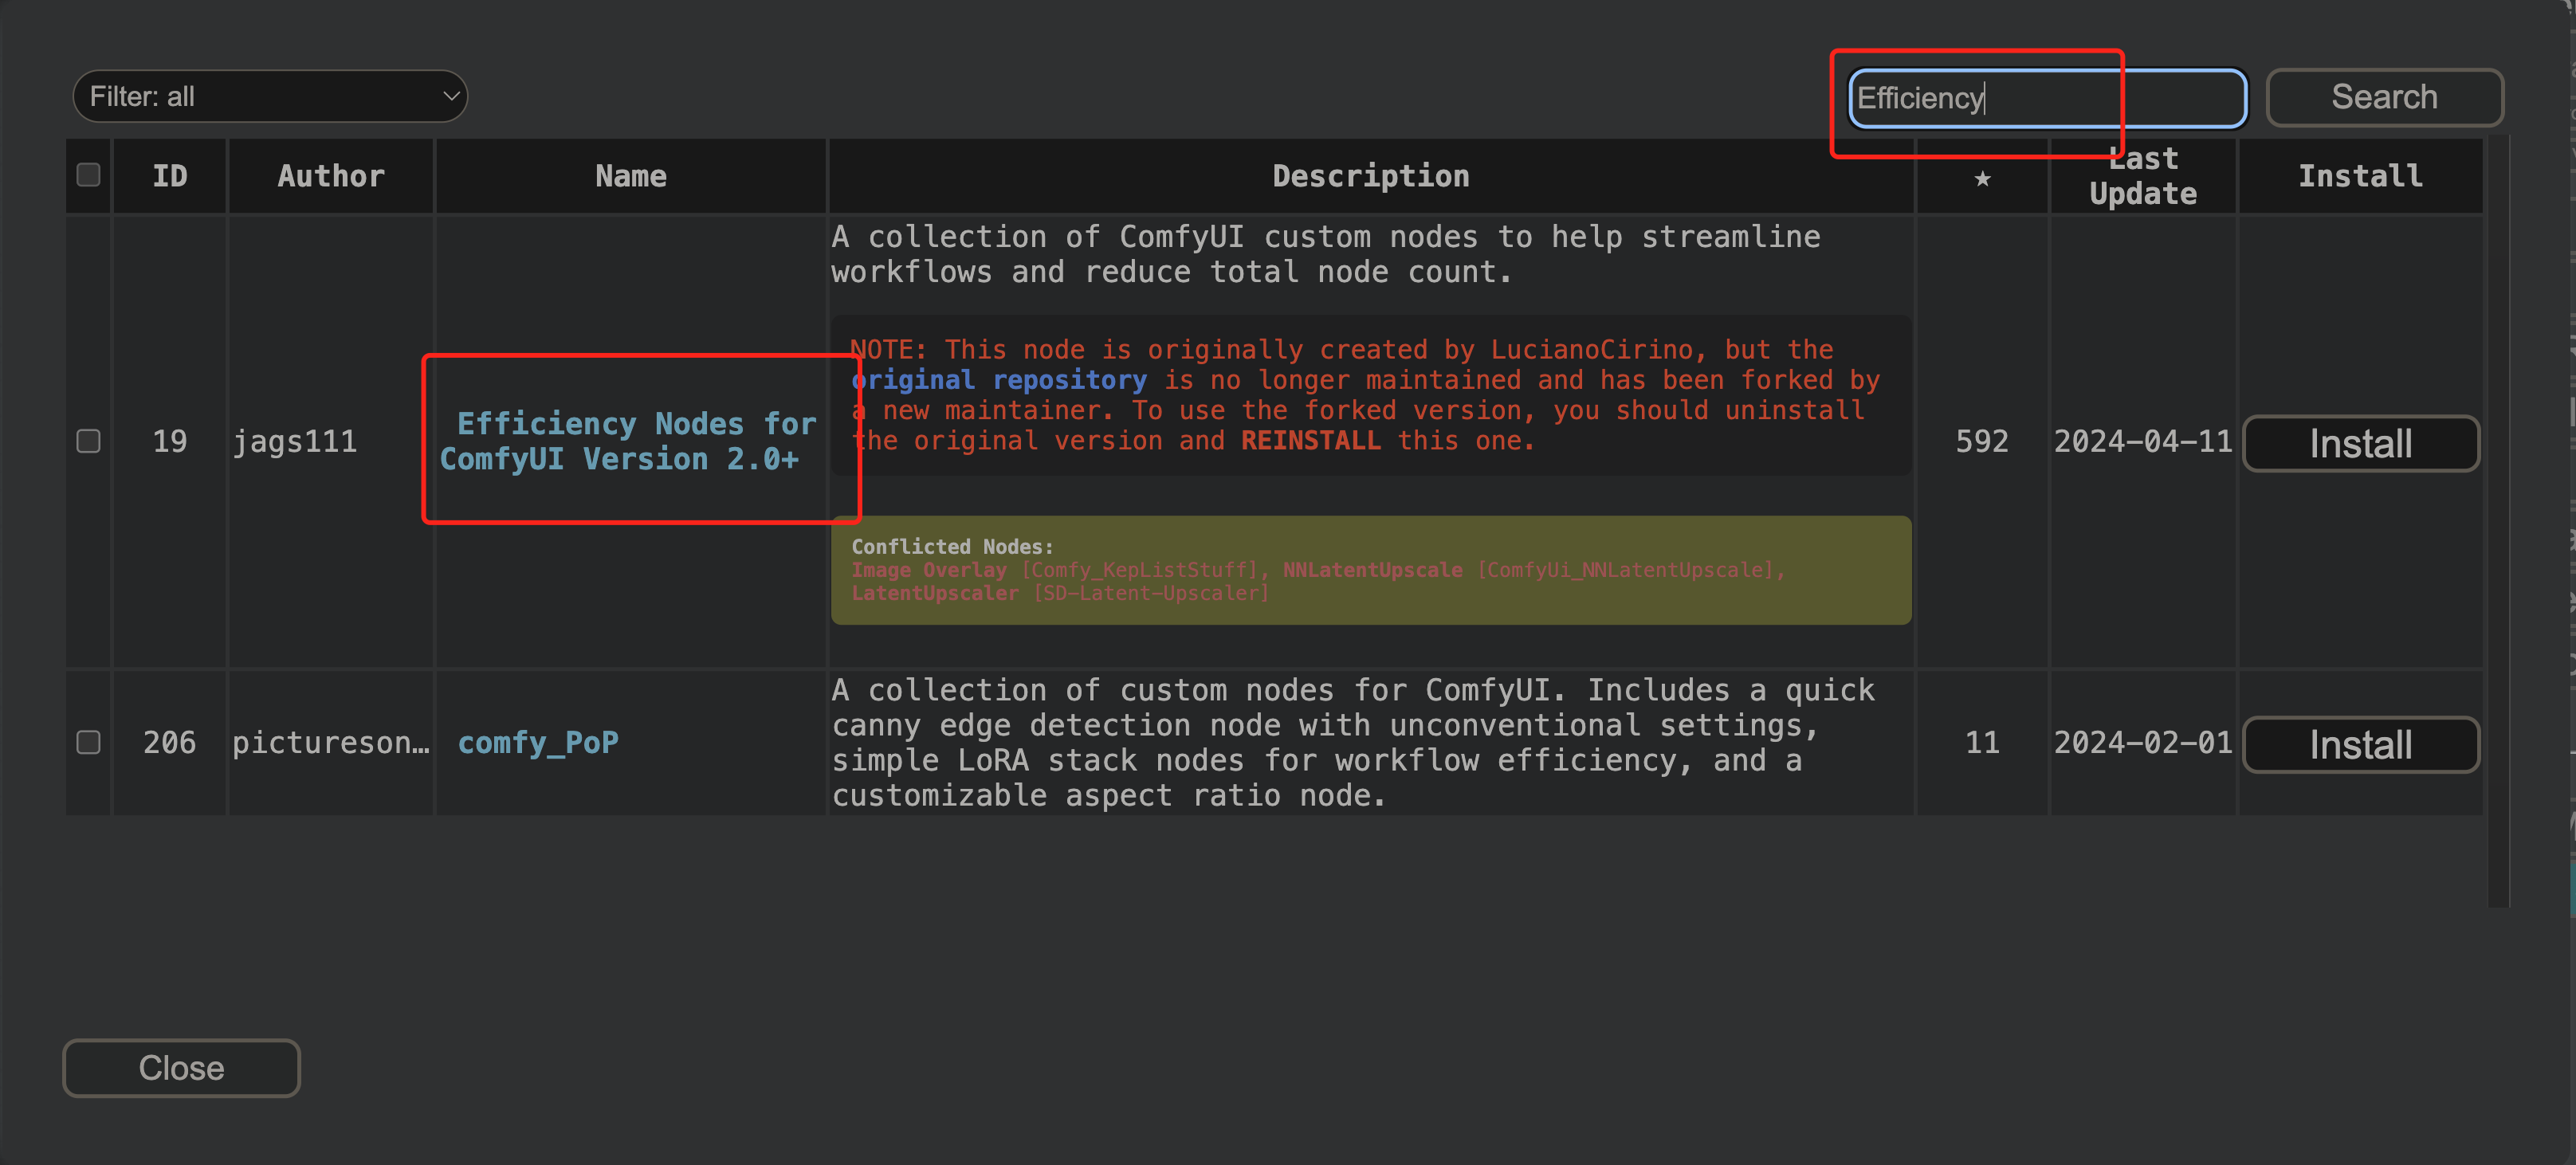 Filter: all
Efficiency
Search
ID
Author
Name
Description
★
Last
Update
Install
19
jags111
Efficiency Nodes for
ComfyUI Version 2.0+
A collection of ComfyUI custom nodes to help streamline
workflows and reduce total node count.
NOTE: This node is originally created by LucianoCirino, but the
original repository is no longer maintained and has been forked by
a new maintainer. To use the forked version, you should uninstall
the original version and REINSTALL this one.
Conflicted Nodes:
Image Overlay [Comfy_KepListStuff], NNLatentUpscale [ComfyUi_NNLatentUpscale],
LatentUpscaler [SD-Latent-Upscaler]
592
2024-04-11
Install
206
pictureson…
comfy_PoP
A collection of custom nodes for ComfyUI. Includes a quick
canny edge detection node with unconventional settings,
simple LoRA stack nodes for workflow efficiency, and a
customizable aspect ratio node.
11
2024-02-01
Install
Close